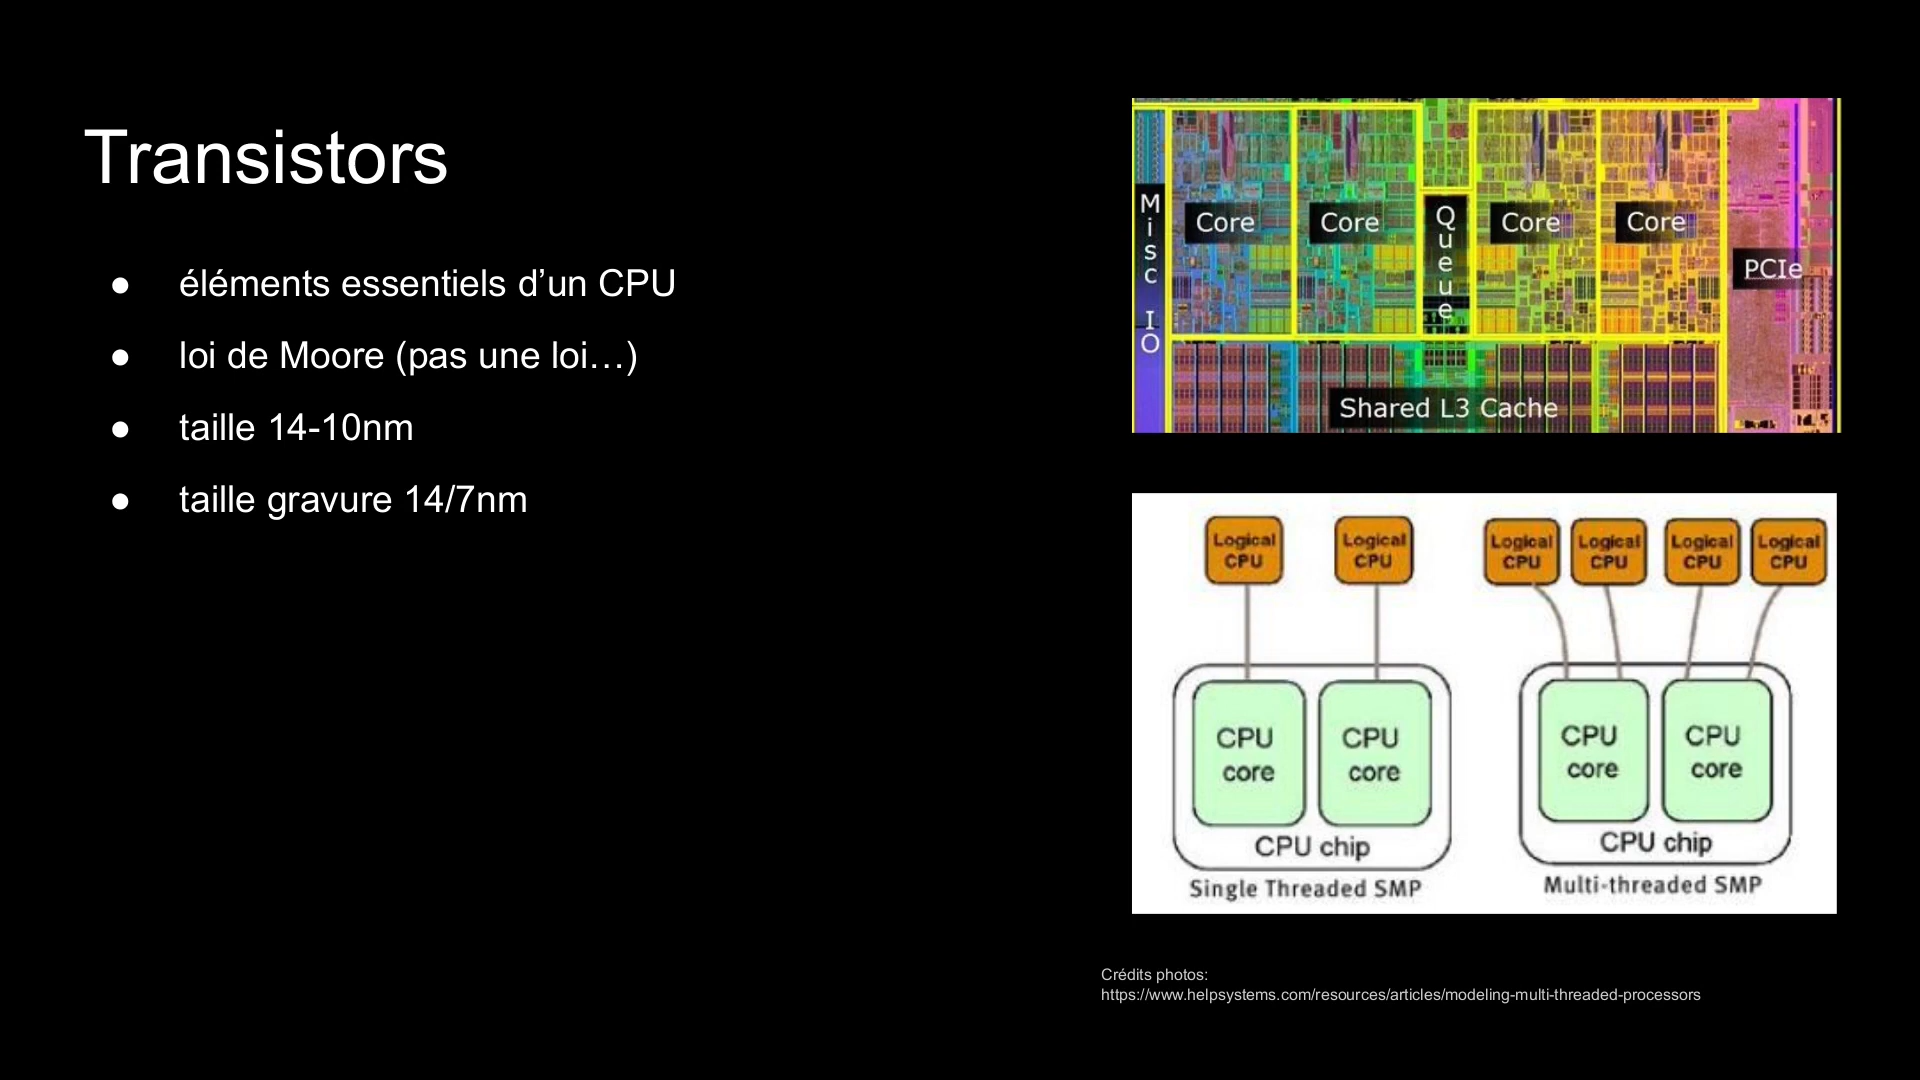 Transistors
● éléments essentiels d’un CPU
● loi de Moore (pas une loi…)
● taille 14-10nm
● taille gravure 14/7nm
Misc IO
Core
Core
Queue
Core
Core
PCIe
Shared L3 Cache
Logical CPU
Logical CPU
Logical CPU
Logical CPU
Logical CPU
Logical CPU
CPU core
CPU core
CPU chip
Single Threaded SMP
CPU core
CPU core
CPU chip
Multi-threaded SMP
Crédits photos:
https://www.helpsystems.com/resources/articles/modeling-multi-threaded-processors